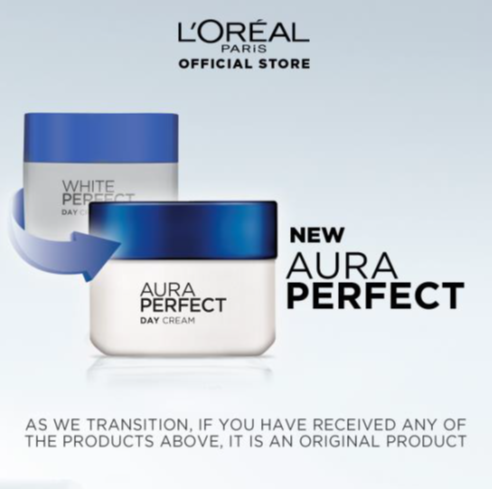 L'ORÉAL
PARIS
OFFICIAL STORE
WHITE
PERFECT
DAY
NEW
AURA
PERFECT
AURA
PERFECT
DAY CREAM
AS WE TRANSITION, IF YOU HAVE RECEIVED ANY OF
THE PRODUCTS ABOVE, IT IS AN ORIGINAL PRODUCT